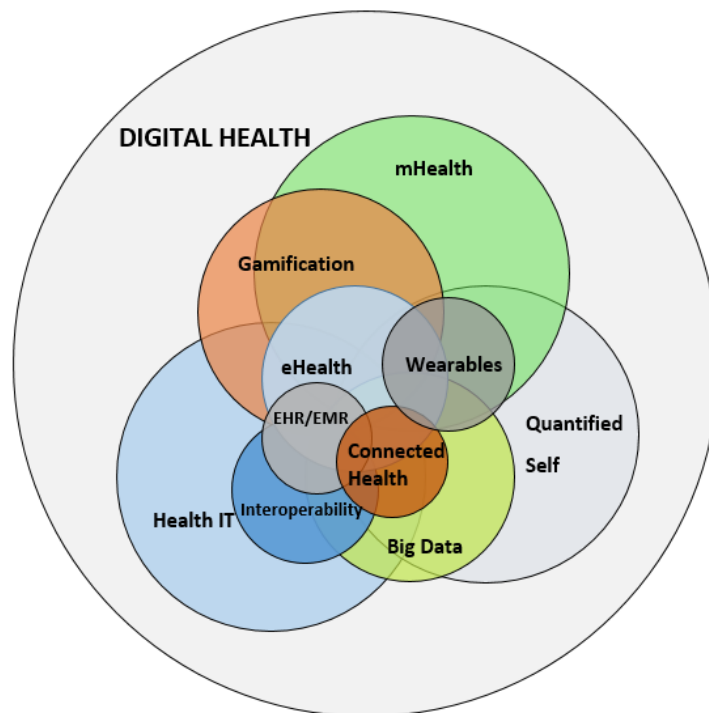 DIGITAL HEALTH
mHealth
Gamification
eHealth
Wearables
EHR/EMR
Quantified
Self
Connected
Health
Interoperability
Health IT
Big Data